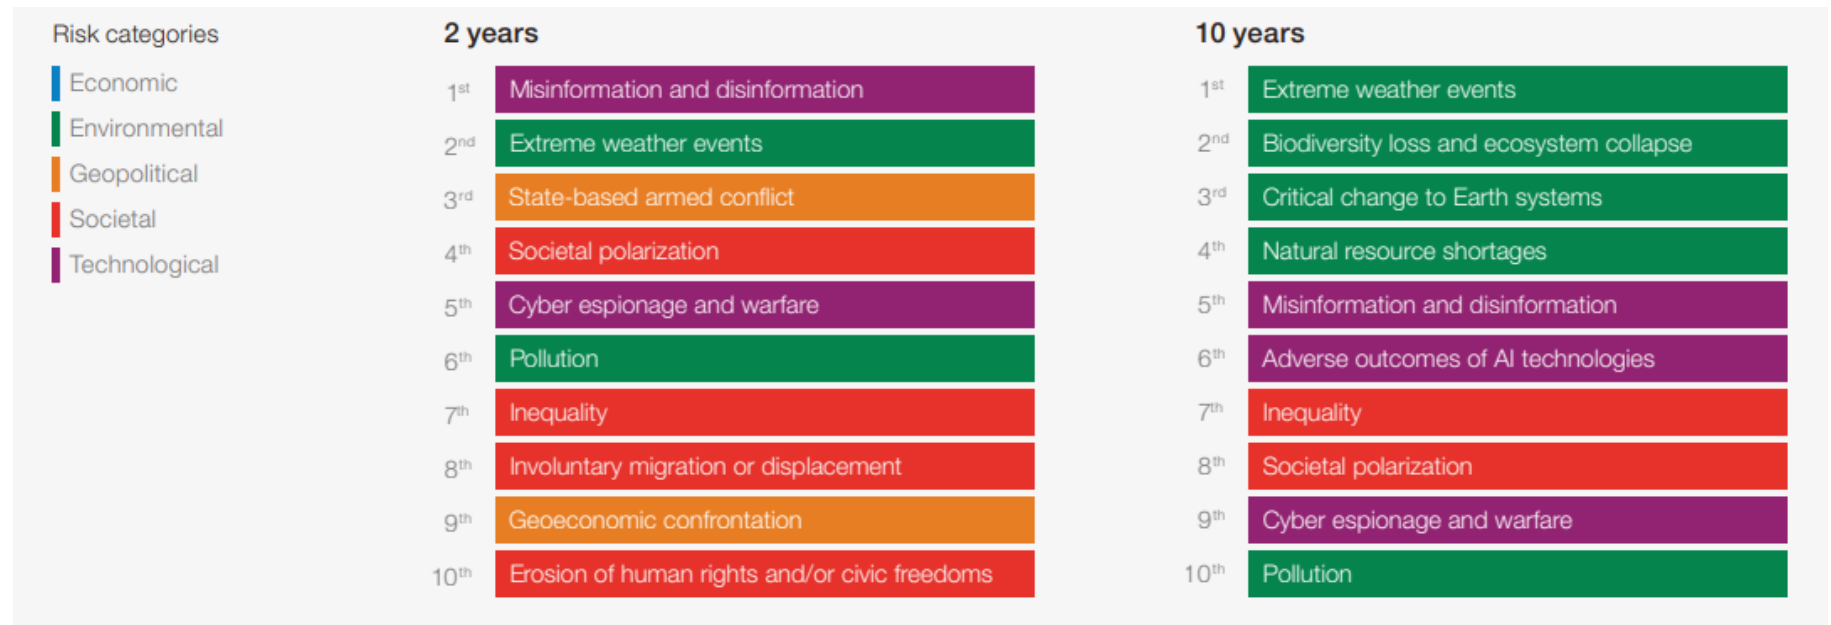 Risk categories
Economic
Environmental
Geopolitical
Societal
Technological
2 years
1st Misinformation and disinformation
2nd Extreme weather events
3rd State-based armed conflict
4th Societal polarization
5th Cyber espionage and warfare
6th Pollution
7th Inequality
8th Involuntary migration or displacement
9th Geoeconomic confrontation
10th Erosion of human rights and/or civic freedoms
10 years
1st Extreme weather events
2nd Biodiversity loss and ecosystem collapse
3rd Critical change to Earth systems
4th Natural resource shortages
5th Misinformation and disinformation
6th Adverse outcomes of AI technologies
7th Inequality
8th Societal polarization
9th Cyber espionage and warfare
10th Pollution